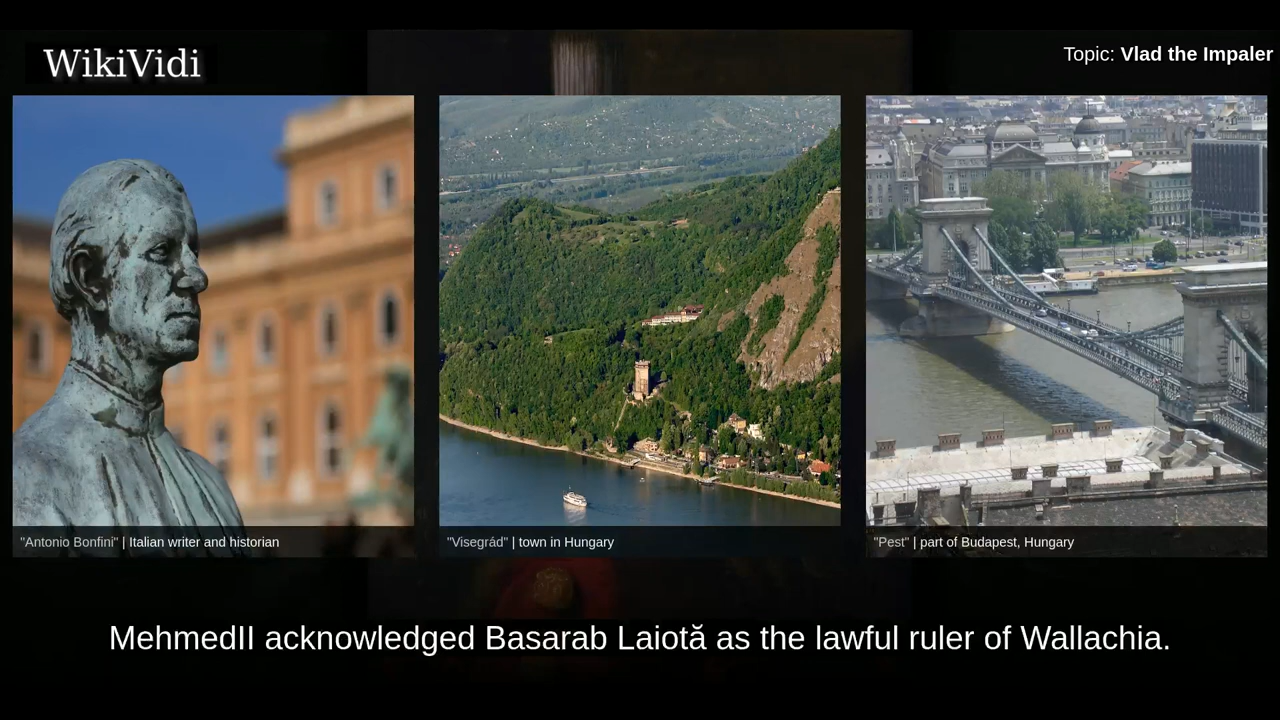 WikiVidi
Topic: Vlad the Impaler
"Antonio Bonfini" | Italian writer and historian
"Visegrád" | town in Hungary
"Pest" | part of Budapest, Hungary
MehmedII acknowledged Basarab Laiotă as the lawful ruler of Wallachia.